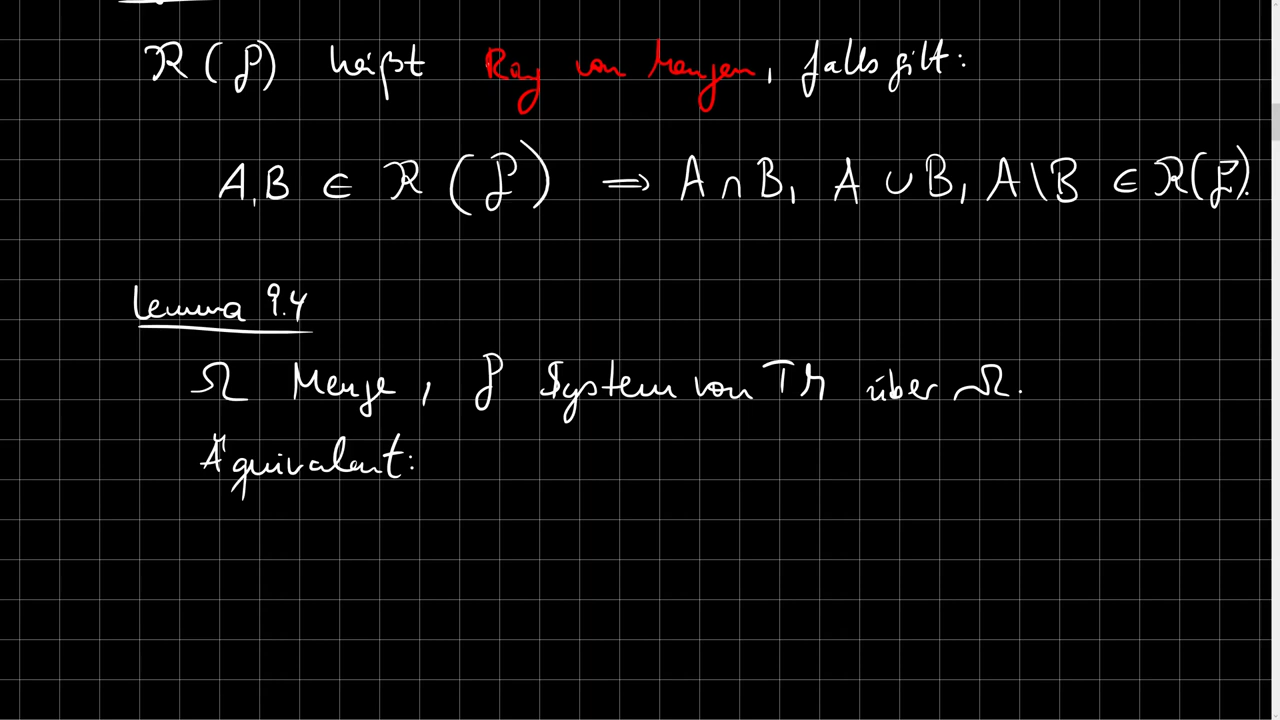 ℛ(𝒫) heißt Ring von Mengen, falls gilt:
A,B ∈ ℛ(𝒫) ⇒ A∩B, A∪B, A\B ∈ ℛ(𝒫).
Lemma 9.4
Ω Menge, 𝒫 System von TM über Ω.
Äquivalent: